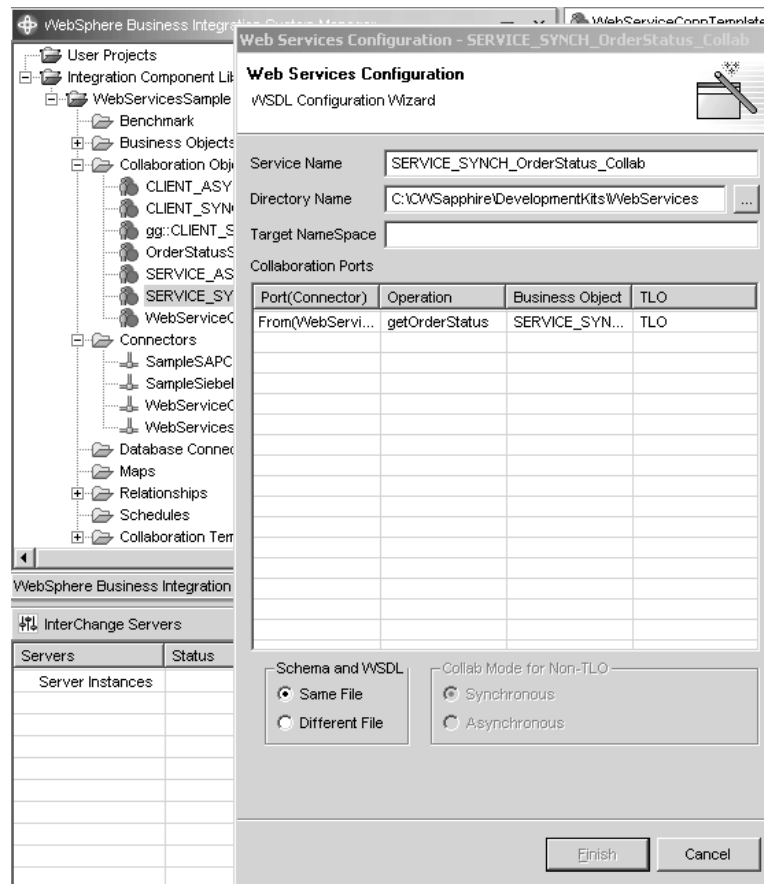 WebSphere Business Integration System Manager
WebServiceConnTemplate
User Projects
Integration Component Lib
WebServicesSample
Benchmark
Business Objects
Collaboration Obje
CLIENT_ASY
CLIENT_SYN
gg::CLIENT_S
OrderStatusS
SERVICE_AS
SERVICE_SY
WebServiceC
Connectors
SampleSAPC
SampleSiebel
WebServiceC
WebServices
Database Connec
Maps
Relationships
Schedules
Collaboration Tem
WebSphere Business Integration
InterChange Servers
Servers Status
Server Instances
Web Services Configuration - SERVICE_SYNCH_OrderStatus_Collab
Web Services Configuration
WSDL Configuration Wizard
Service Name SERVICE_SYNCH_OrderStatus_Collab
Directory Name C:\CWSapphire\DevelopmentKits\WebServices ...
Target NameSpace
Collaboration Ports
Port(Connector) Operation Business Object TLO
From(WebServi... getOrderStatus SERVICE_SYN... TLO
Schema and WSDL Collab Mode for Non-TLO
Same File Synchronous
Different File Asynchronous
Finish Cancel